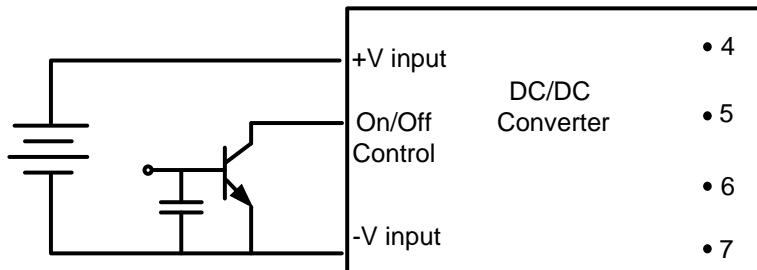 +V input
On/Off
Control
-V input
DC/DC
Converter
4
5
6
7